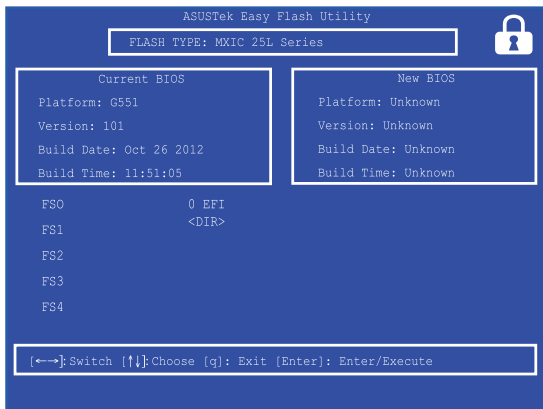 ASUSTek Easy Flash Utility
FLASH TYPE: MXIC 25L Series
Current BIOS
Platform: G551
Version: 101
Build Date: Oct 26 2012
Build Time: 11:51:05
New BIOS
Platform: Unknown
Version: Unknown
Build Date: Unknown
Build Time: Unknown
FSO 0 EFI
<DIR>
FS1
FS2
FS3
FS4
[←→]: Switch [↑↓]: Choose [q]: Exit [Enter]: Enter/Execute